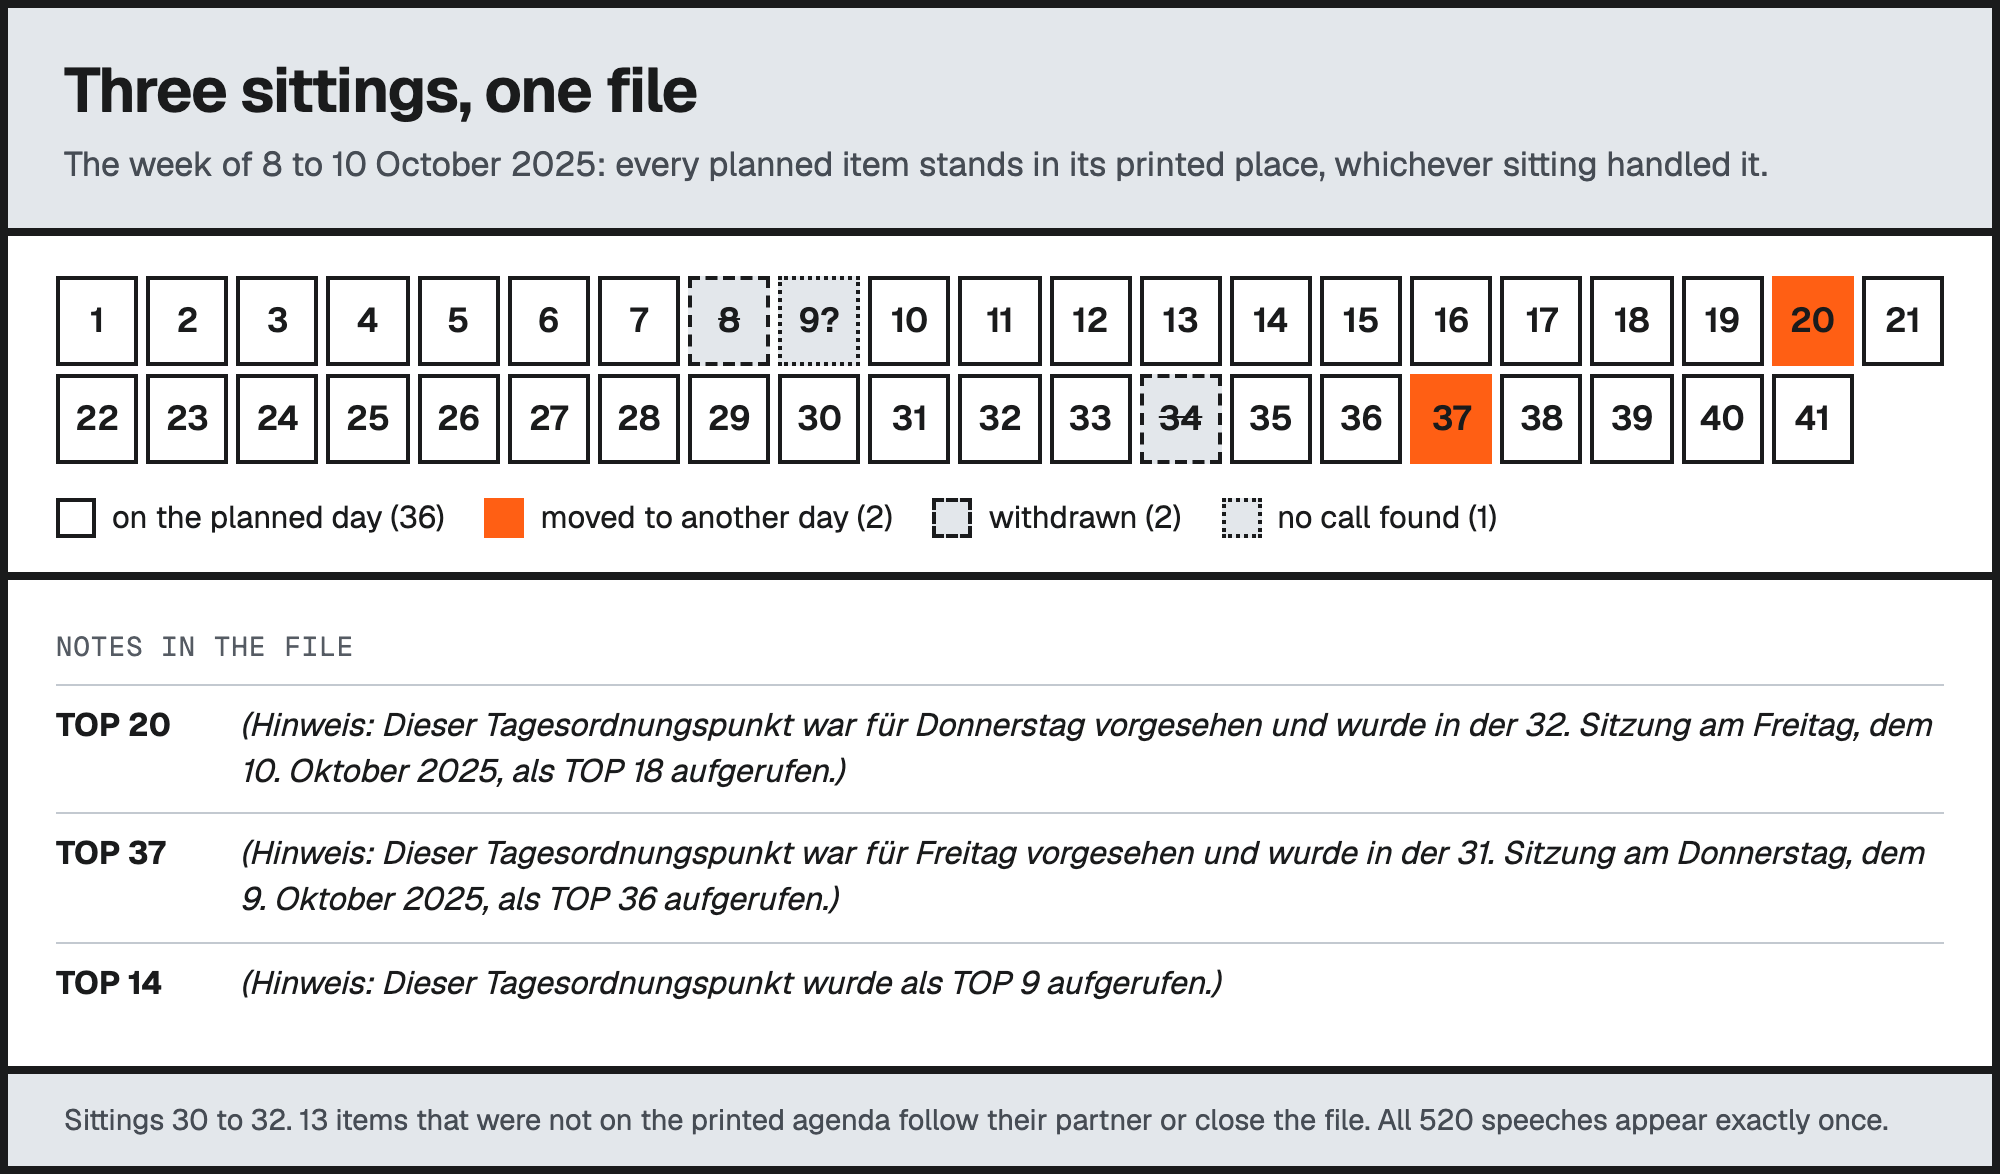 Three sittings, one file
The week of 8 to 10 October 2025: every planned item stands in its printed place, whichever sitting handled it.
1 2 3 4 5 6 7 8 9? 10 11 12 13 14 15 16 17 18 19 20 21
22 23 24 25 26 27 28 29 30 31 32 33 34 35 36 37 38 39 40 41
on the planned day (36) moved to another day (2) withdrawn (2) no call found (1)
NOTES IN THE FILE
TOP 20 (Hinweis: Dieser Tagesordnungspunkt war für Donnerstag vorgesehen und wurde in der 32. Sitzung am Freitag, dem
10. Oktober 2025, als TOP 18 aufgerufen.)
TOP 37 (Hinweis: Dieser Tagesordnungspunkt war für Freitag vorgesehen und wurde in der 31. Sitzung am Donnerstag, dem
9. Oktober 2025, als TOP 36 aufgerufen.)
TOP 14 (Hinweis: Dieser Tagesordnungspunkt wurde als TOP 9 aufgerufen.)
Sittings 30 to 32. 13 items that were not on the printed agenda follow their partner or close the file. All 520 speeches appear exactly once.